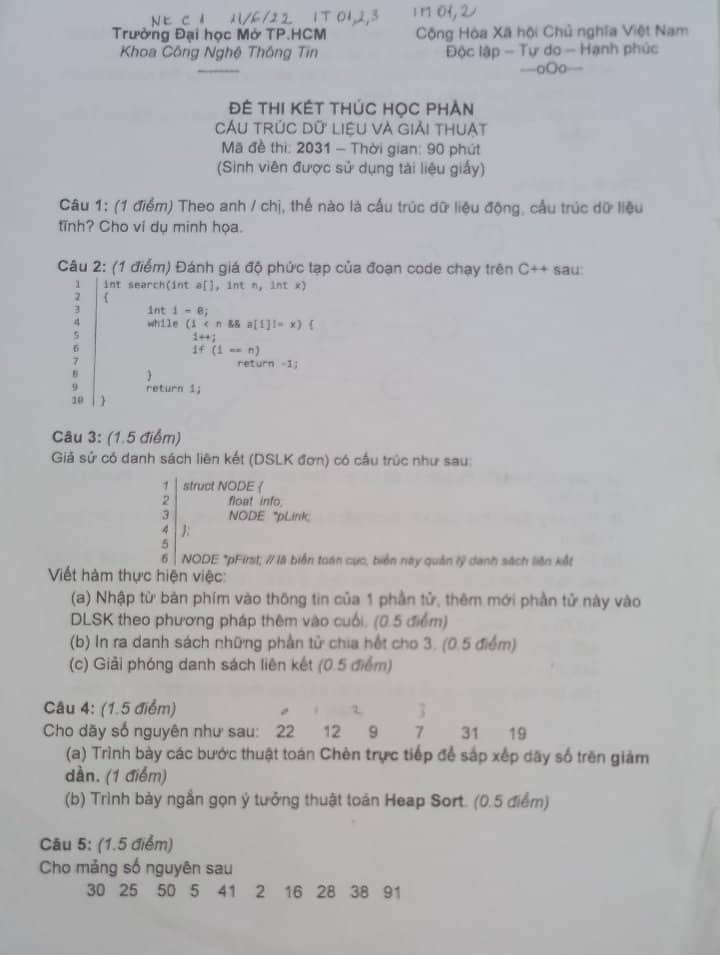 NK C1 11/6/22 IT 01,2,3 IM 01,2
Trường Đại học Mở TP.HCM
Cộng Hòa Xã hội Chủ nghĩa Việt Nam
Khoa Công Nghệ Thông Tin
Độc lập – Tự do – Hạnh phúc
---oOo---
ĐỀ THI KẾT THÚC HỌC PHẦN
CẤU TRÚC DỮ LIỆU VÀ GIẢI THUẬT
Mã đề thi: 2031 – Thời gian: 90 phút
(Sinh viên được sử dụng tài liệu giấy)
Câu 1: (1 điểm) Theo anh / chị, thế nào là cấu trúc dữ liệu động, cấu trúc dữ liệu
tĩnh? Cho ví dụ minh họa.
Câu 2: (1 điểm) Đánh giá độ phức tạp của đoạn code chạy trên C++ sau:
1 int search(int a[], int n, int x)
2 {
3 int i = 0;
4 while (i < n && a[i]!= x) {
5 i++;
6 if (i == n)
7 return -1;
8 }
9 return i;
10 }
Câu 3: (1.5 điểm)
Giả sử có danh sách liên kết (DSLK đơn) có cấu trúc như sau:
1 struct NODE {
2 float info;
3 NODE *pLink;
4 };
5
6 NODE *pFirst; // là biến toàn cục, biến này quản lý danh sách liên kết
Viết hàm thực hiện việc:
(a) Nhập từ bàn phím vào thông tin của 1 phần tử, thêm mới phần tử này vào
DLSK theo phương pháp thêm vào cuối. (0.5 điểm)
(b) In ra danh sách những phần tử chia hết cho 3. (0.5 điểm)
(c) Giải phóng danh sách liên kết (0.5 điểm)
Câu 4: (1.5 điểm)
0 1 2 3
Cho dãy số nguyên như sau: 22 12 9 7 31 19
(a) Trình bày các bước thuật toán Chèn trực tiếp để sắp xếp dãy số trên giảm
dần. (1 điểm)
(b) Trình bày ngắn gọn ý tưởng thuật toán Heap Sort. (0.5 điểm)
Câu 5: (1.5 điểm)
Cho mảng số nguyên sau
30 25 50 5 41 2 16 28 38 91